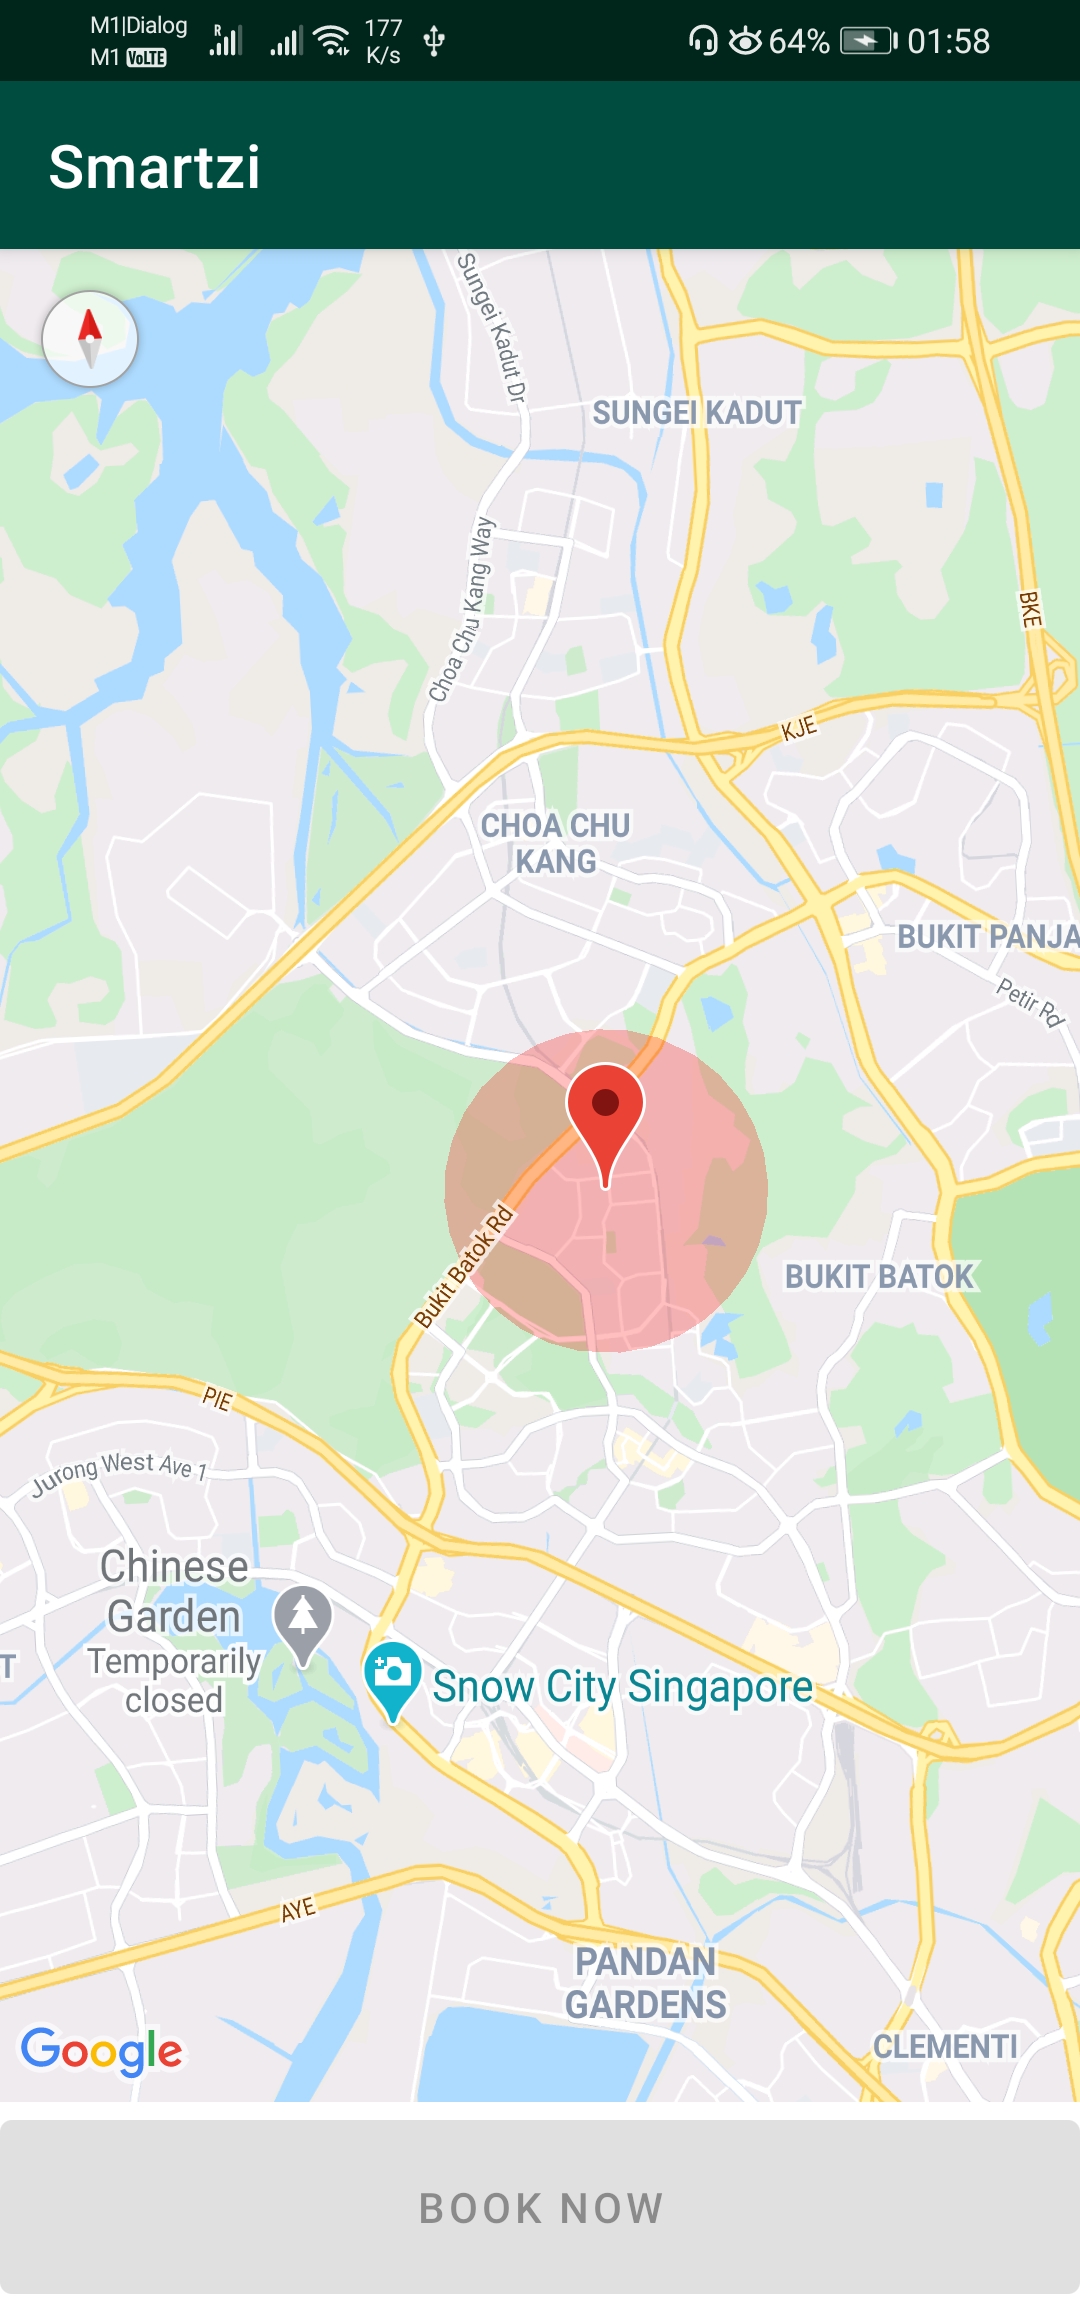 M1|Dialog
M1 VoLTE
R
177
K/s
64%
01:58
Smartzi
Sungei Kadut Dr
SUNGEI KADUT
Choa Chu Kang Way
BKE
KJE
CHOA CHU
KANG
BUKIT PANJA
Petir Rd
Bukit Batok Rd
BUKIT BATOK
PIE
Jurong West Ave 1
Chinese
Garden
Temporarily
closed
T
Snow City Singapore
AYE
PANDAN
GARDENS
CLEMENTI
Google
BOOK NOW